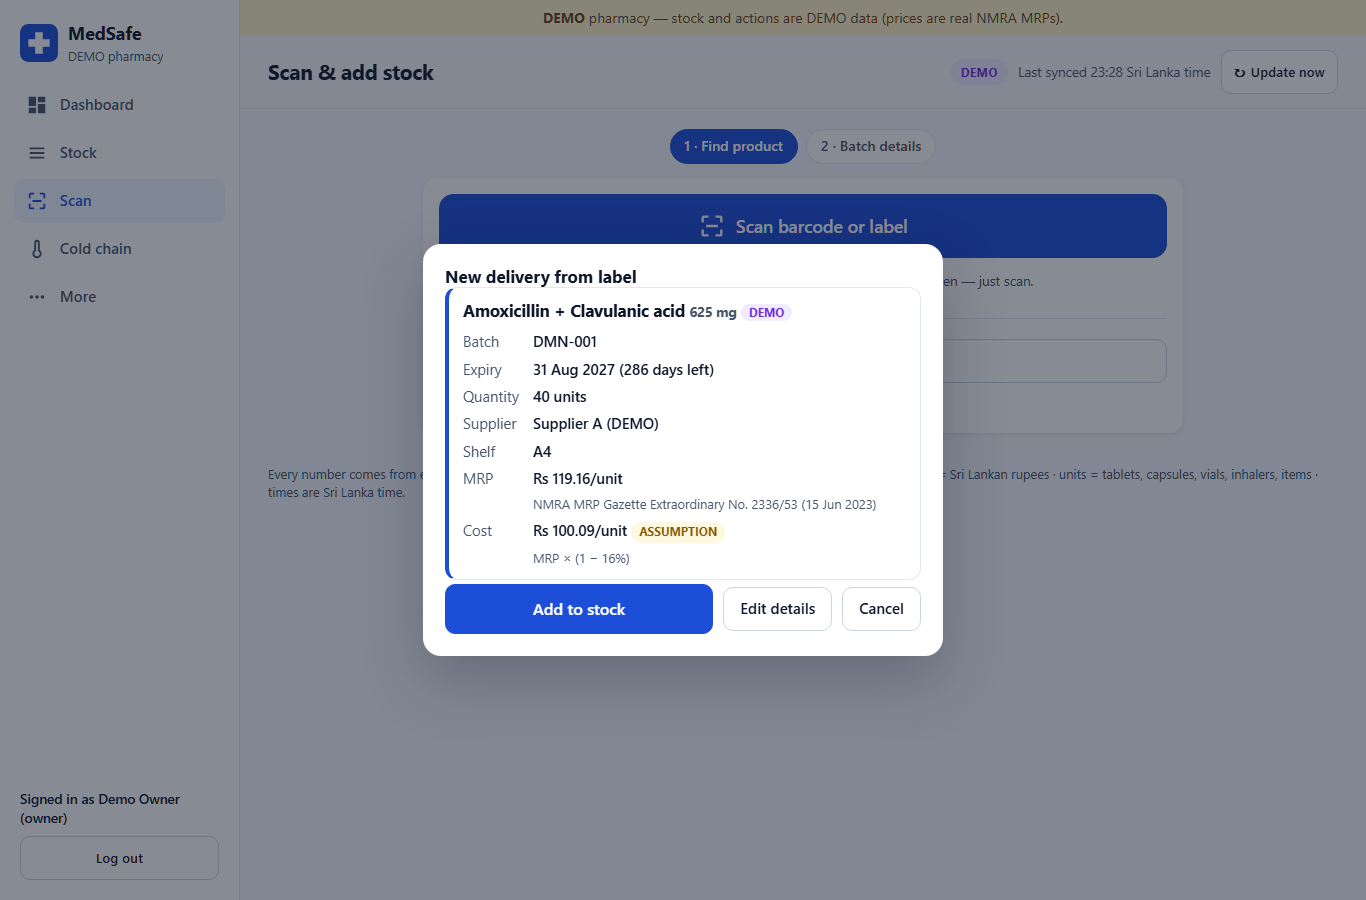 MedSafe
DEMO pharmacy
Dashboard
Stock
Scan
Cold chain
More
Signed in as Demo Owner
(owner)
Log out
DEMO pharmacy — stock and actions are DEMO data (prices are real NMRA MRPs).
Scan & add stock
DEMO
Last synced 23:28 Sri Lanka time
↻ Update now
1 · Find product
2 · Batch details
Scan barcode or label
en — just scan.
New delivery from label
Amoxicillin + Clavulanic acid 625 mg DEMO
Batch DMN-001
Expiry 31 Aug 2027 (286 days left)
Quantity 40 units
Supplier Supplier A (DEMO)
Shelf A4
MRP Rs 119.16/unit
NMRA MRP Gazette Extraordinary No. 2336/53 (15 Jun 2023)
Cost Rs 100.09/unit ASSUMPTION
MRP × (1 − 16%)
Add to stock
Edit details
Cancel
Every number comes from
= Sri Lankan rupees · units = tablets, capsules, vials, inhalers, items ·
times are Sri Lanka time.